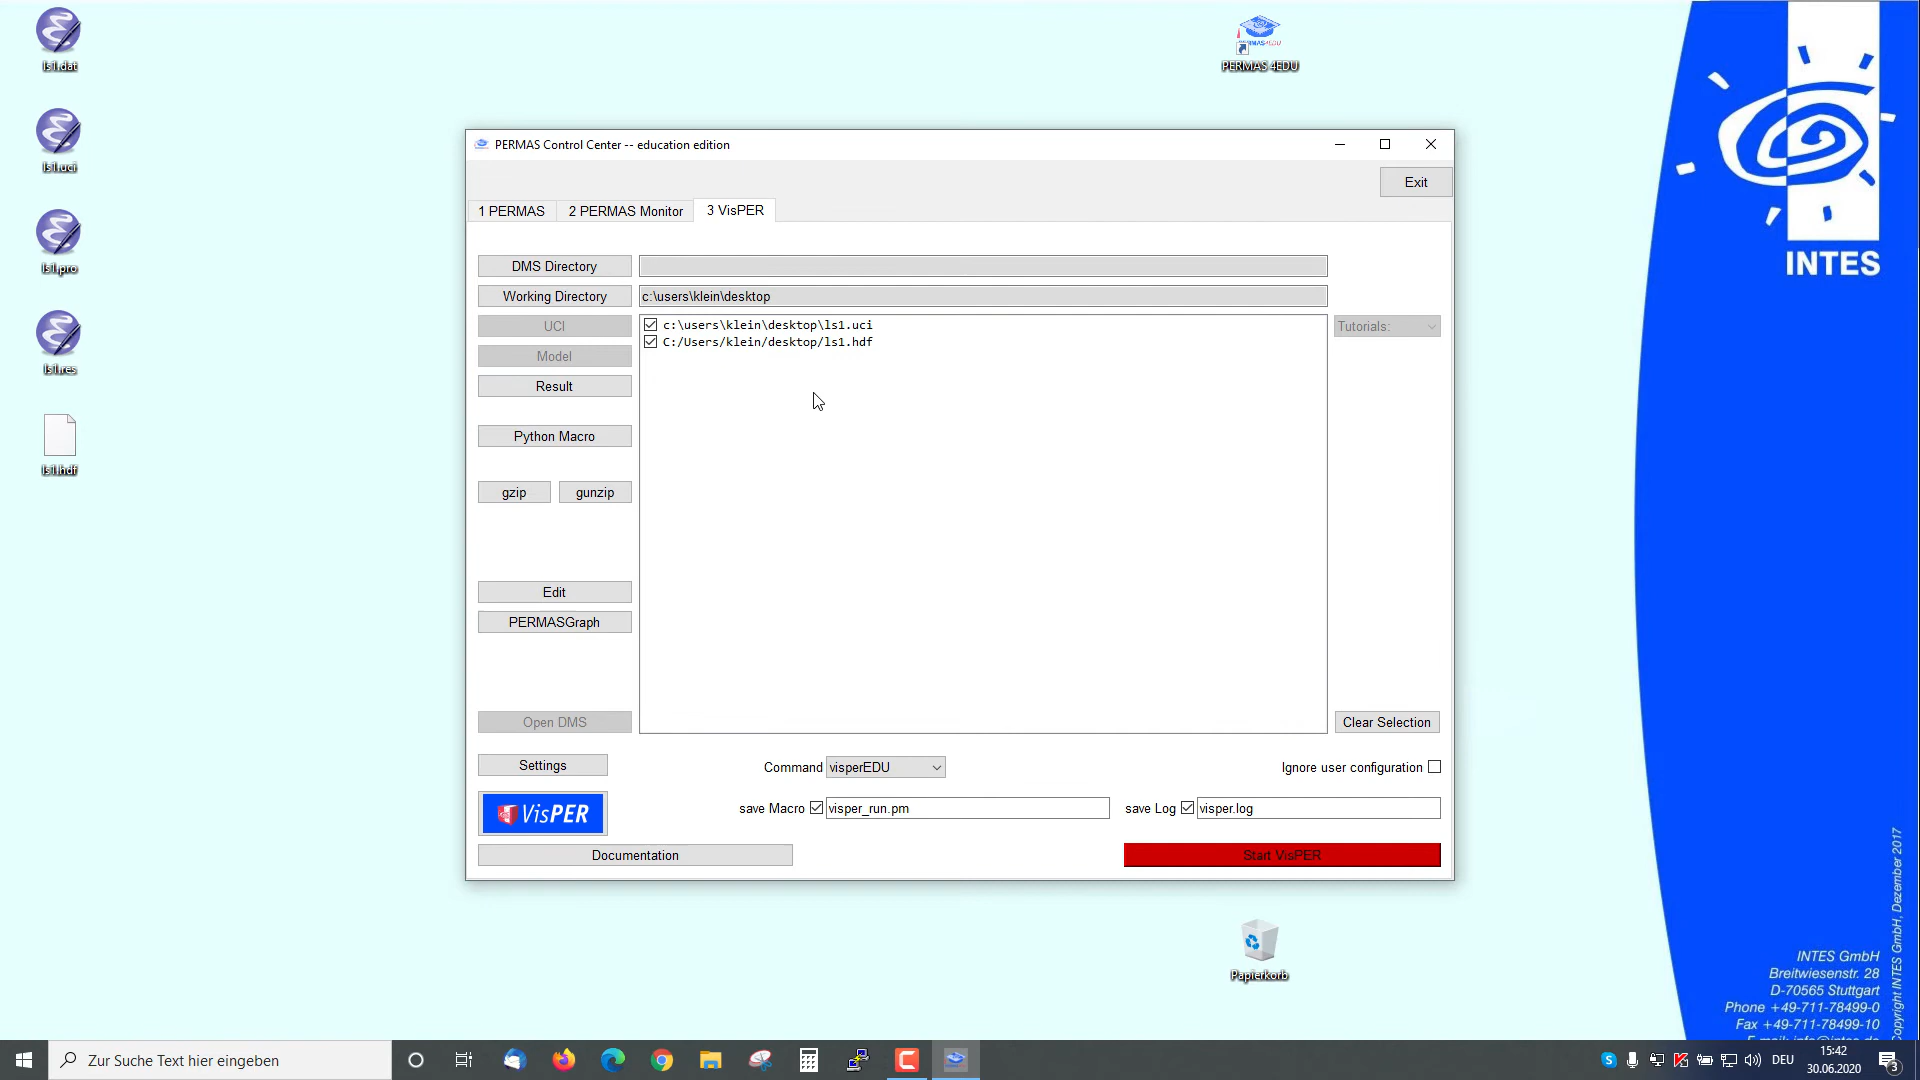 ls1.dat
ls1.uci
ls1.pro
ls1.res
ls1.hdf
PERMAS 4EDU
PERMAS Control Center -- education edition
Exit
1 PERMAS
2 PERMAS Monitor
3 VisPER
DMS Directory
Working Directory
c:\users\klein\desktop
UCI
c:\users\klein\desktop\ls1.uci
Tutorials:
Model
C:/Users/klein/desktop/ls1.hdf
Result
Python Macro
gzip
gunzip
Edit
PERMASGraph
Open DMS
Clear Selection
Settings
Command
visperEDU
Ignore user configuration
VisPER
save Macro
visper_run.pm
save Log
visper.log
Documentation
Start VisPER
INTES
Papierkorb
INTES GmbH
Breitwiesenstr. 28
D-70565 Stuttgart
Phone +49-711-78499-0
Fax +49-711-78499-10
Copyright INTES GmbH, Dezember 2017
Zur Suche Text hier eingeben
DEU
15:42
30.06.2020
3